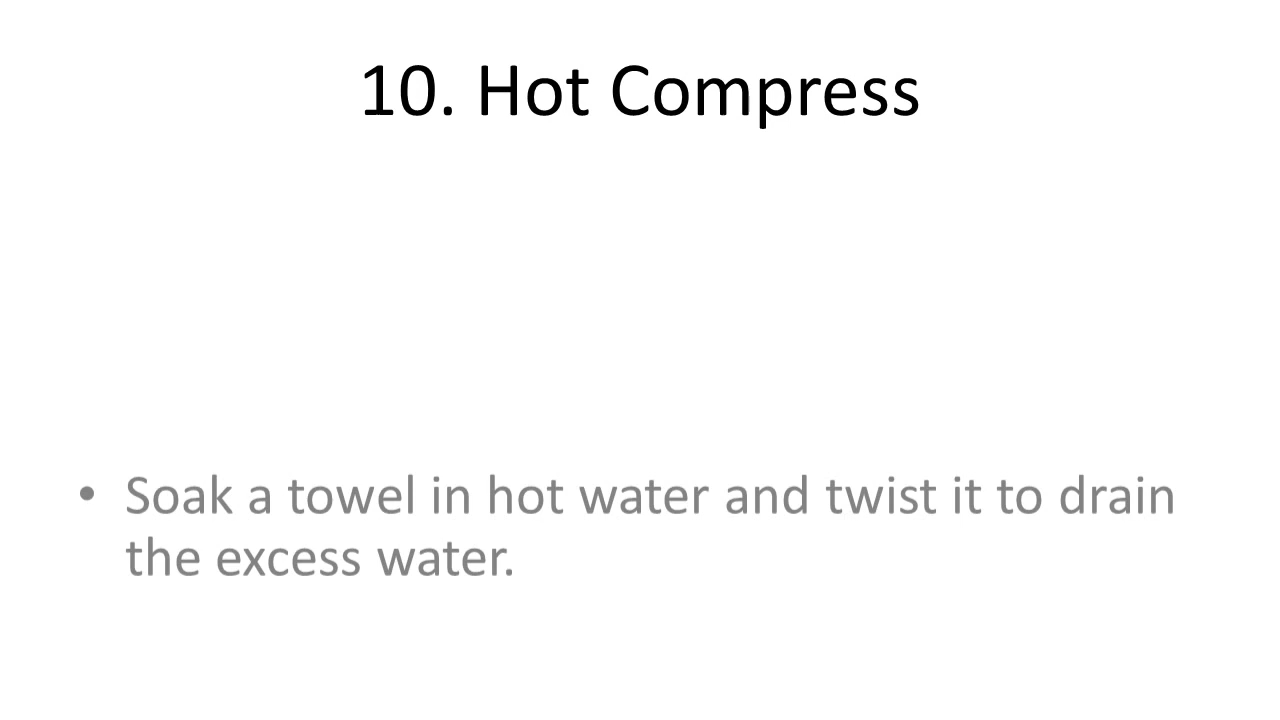 10. Hot Compress
• Soak a towel in hot water and twist it to drain
the excess water.